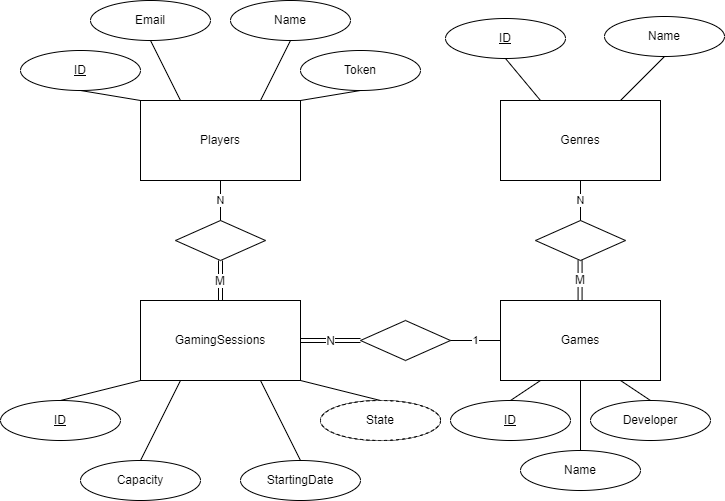 Email
Name
ID
Token
Players
ID
Name
Genres
N
N
M
M
GamingSessions
N
1
Games
ID
State
Capacity
StartingDate
ID
Developer
Name